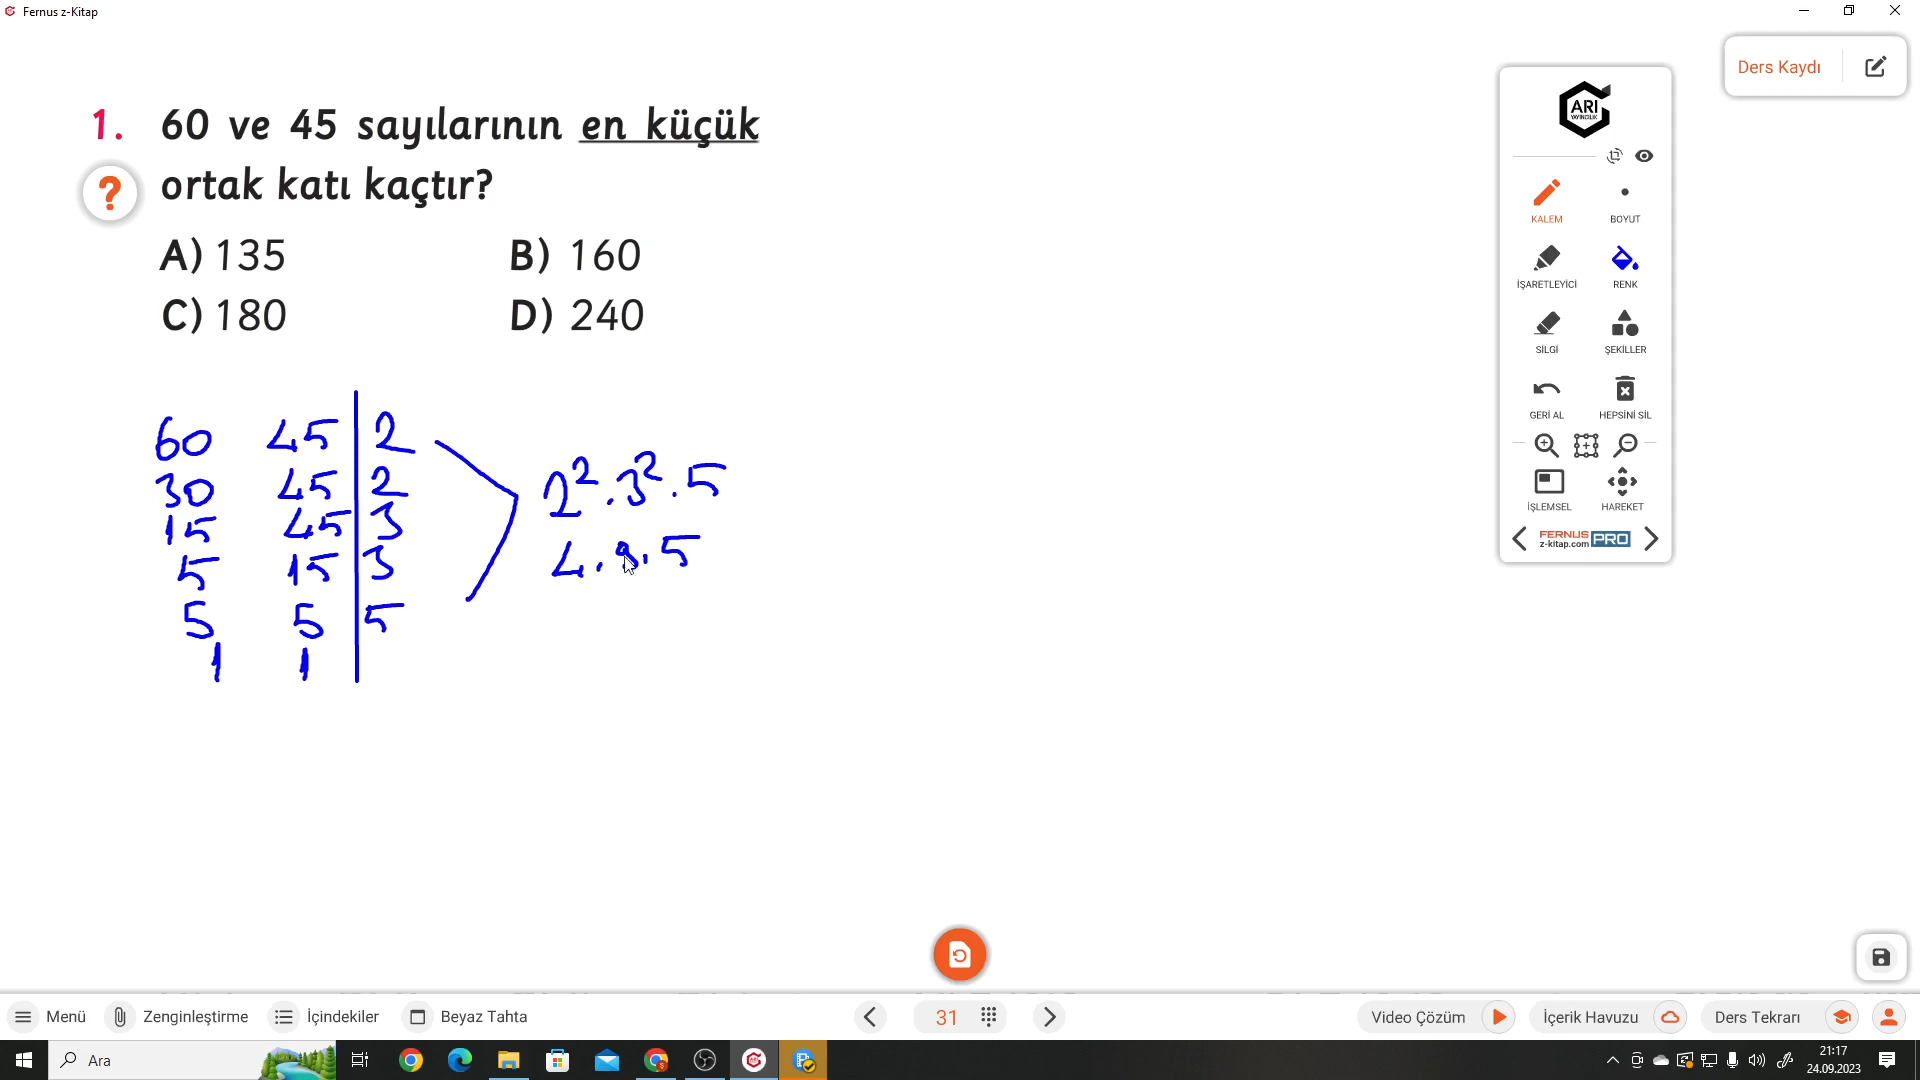 Fernus z-Kitap
Ders Kaydı
1. 60 ve 45 sayılarının en küçük
ortak katı kaçtır?
?
A) 135 B) 160
C) 180 D) 240
60 45 2
30 45 2
15 45 3
5 15 3
5 5 5
1 1
2² . 3² . 5
4 . 9 . 5
ARI
YAYINCILIK
KALEM BOYUT
İŞARETLEYİCİ RENK
SİLGİ ŞEKİLLER
GERİ AL HEPSİNİ SİL
İŞLEMSEL HAREKET
FERNUS
z-kitap.com PRO
Menü Zenginleştirme İçindekiler Beyaz Tahta 31 Video Çözüm İçerik Havuzu Ders Tekrarı
Ara
21:17
24.09.2023